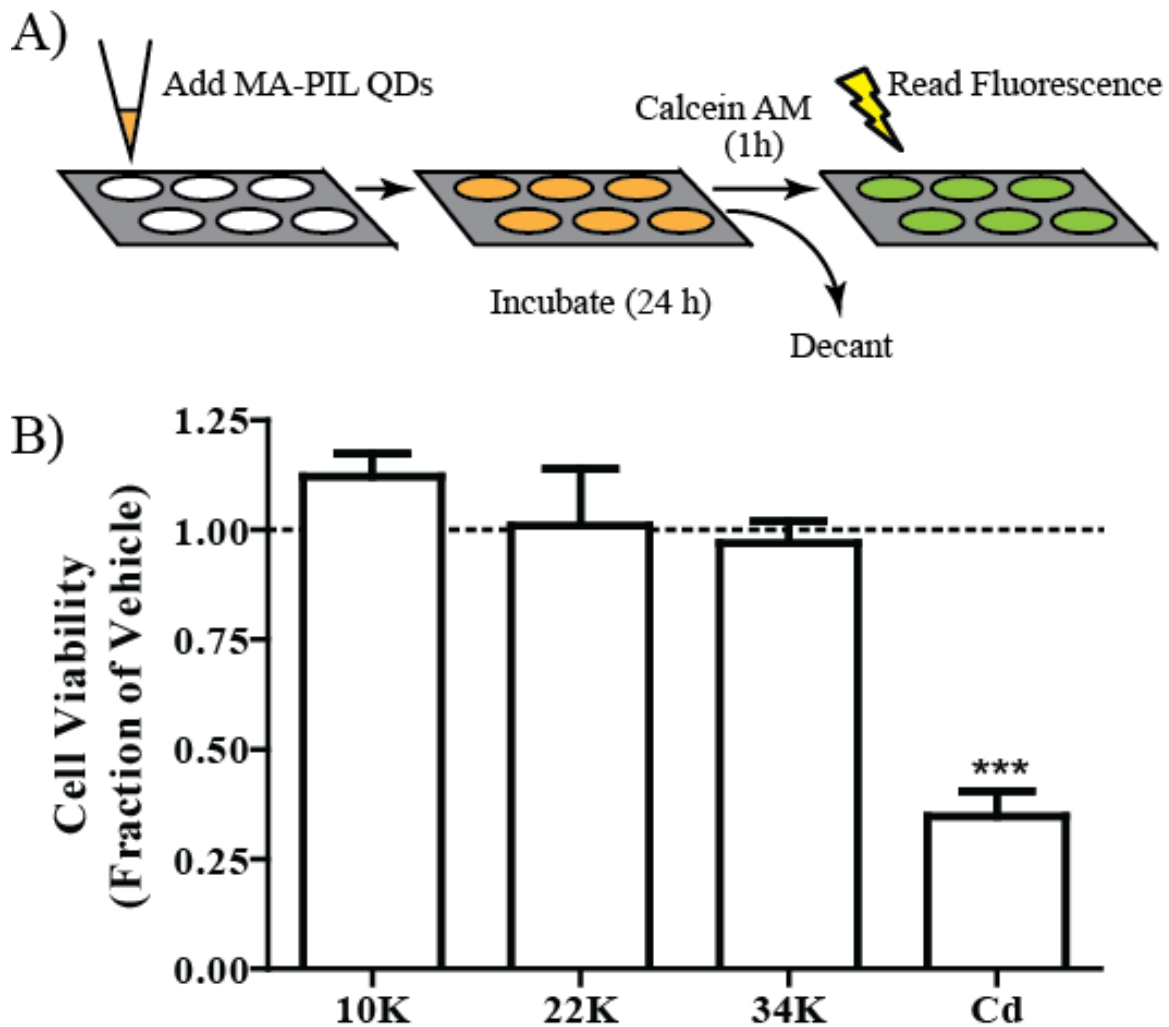 A)
Add MA-PIL QDs
Calcein AM
(1h)
Read Fluorescence
Incubate (24 h)
Decant
B)
Cell Viability
(Fraction of Vehicle)
1.25
1.00
0.75
0.50
0.25
0.00
***
10K
22K
34K
Cd